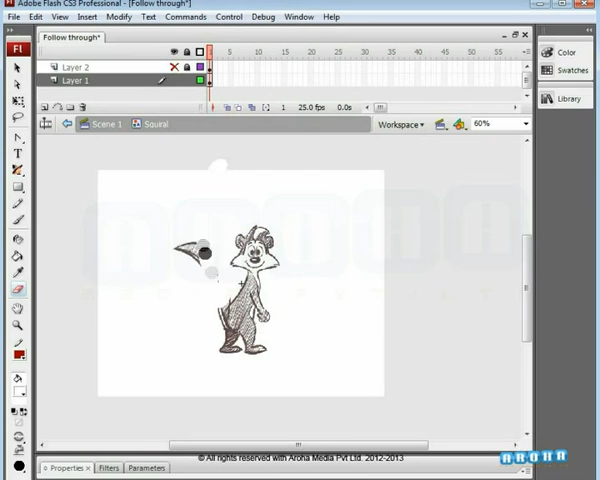 Adobe Flash CS3 Professional - [Follow through*]
File Edit View Insert Modify Text Commands Control Debug Window Help
Follow through*
5 10 15 20 25 30 35 40 45 50 55
Layer 2
Layer 1
1 25.0 fps 0.0s
Scene 1 Squiral Workspace 60%
Fl
Color
Swatches
Library
© All rights reserved with Aroha Media Pvt Ltd. 2012-2013
AROHA
Properties Filters Parameters